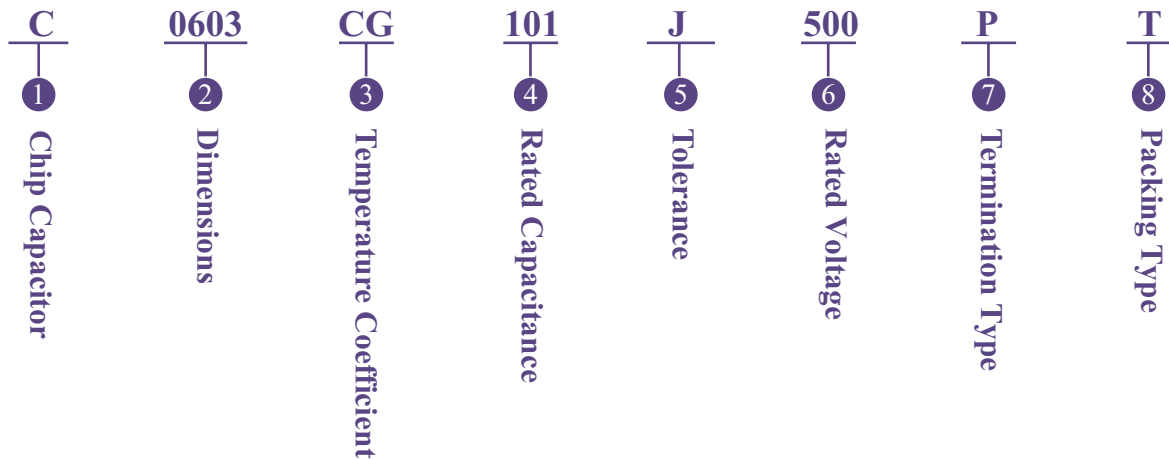 C 0603 CG 101 J 500 P T
1 2 3 4 5 6 7 8
Chip Capacitor
Dimensions
Temperature Coefficient
Rated Capacitance
Tolerance
Rated Voltage
Termination Type
Packing Type